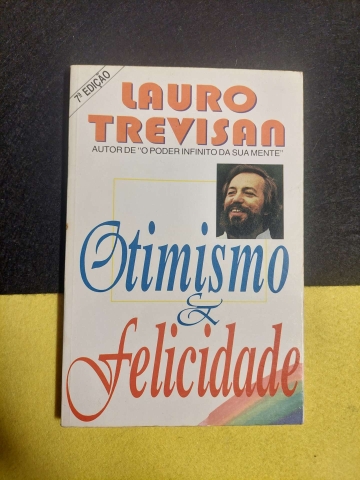 7ª EDIÇÃO
LAURO
TREVISAN
AUTOR DE "O PODER INFINITO DA SUA MENTE"
Otimismo
&
felicidade